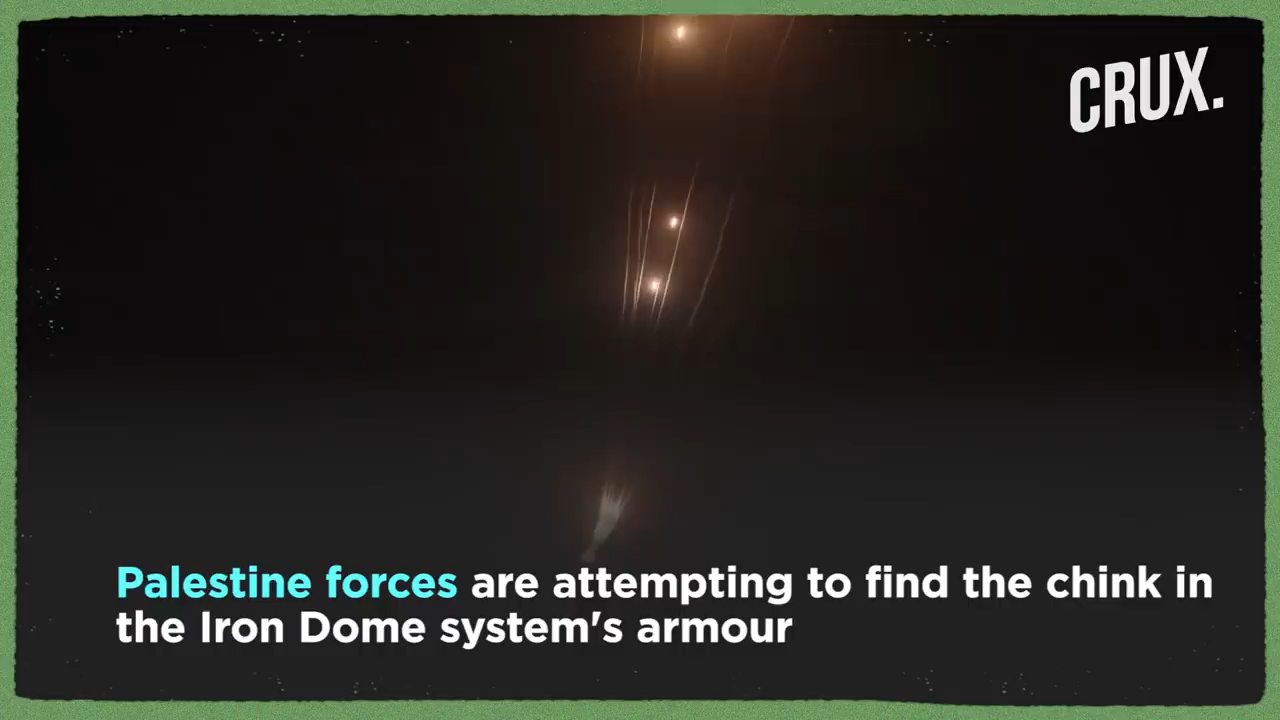 CRUX.
Palestine forces are attempting to find the chink in
the Iron Dome system's armour